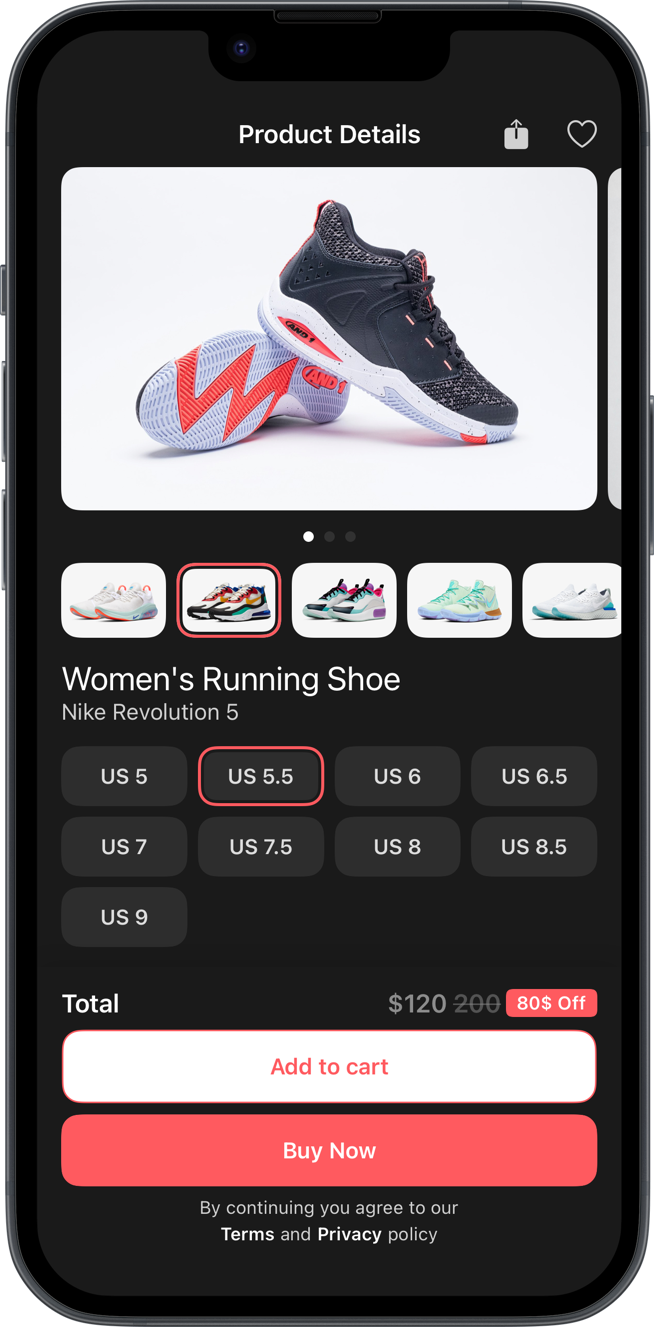 Product Details
AND 1
AND 1
Women's Running Shoe
Nike Revolution 5
US 5 US 5.5 US 6 US 6.5
US 7 US 7.5 US 8 US 8.5
US 9
Total $120 200 80$ Off
Add to cart
Buy Now
By continuing you agree to our
Terms and Privacy policy